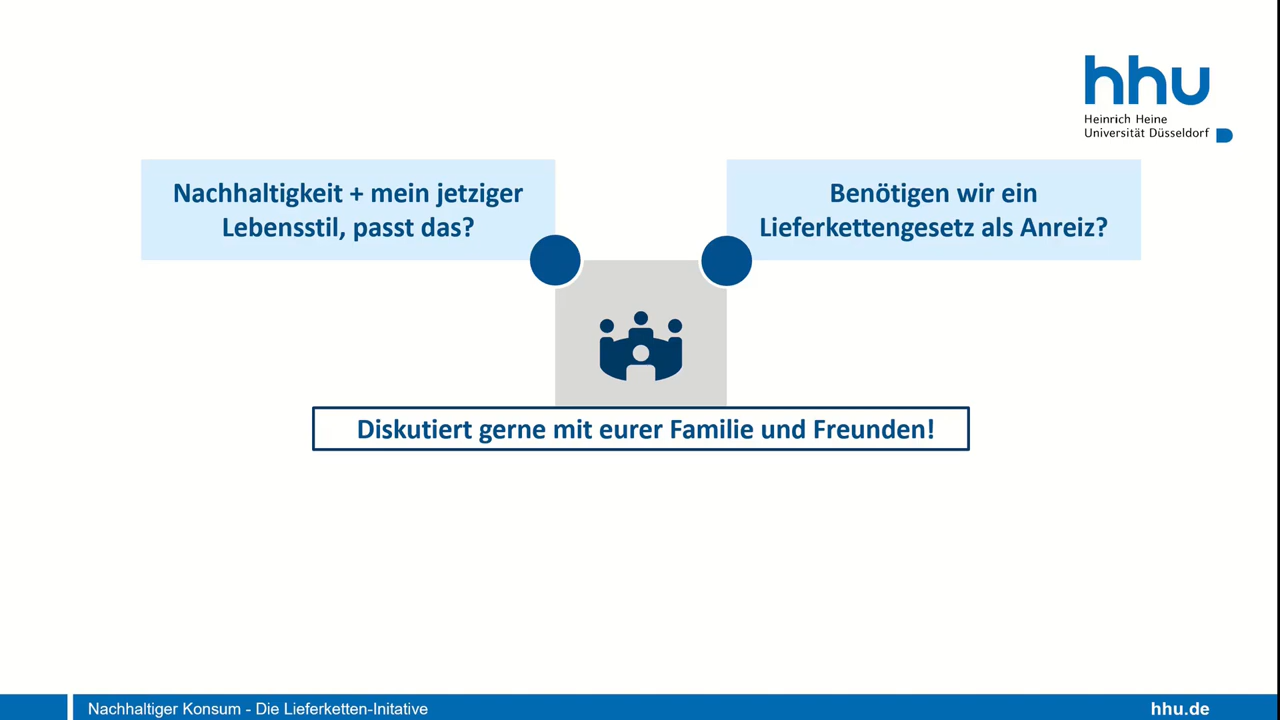 hhu
Heinrich Heine
Universität Düsseldorf
Nachhaltigkeit + mein jetziger
Lebensstil, passt das?
Benötigen wir ein
Lieferkettengesetz als Anreiz?
Diskutiert gerne mit eurer Familie und Freunden!
Nachhaltiger Konsum - Die Lieferketten-Initative
hhu.de